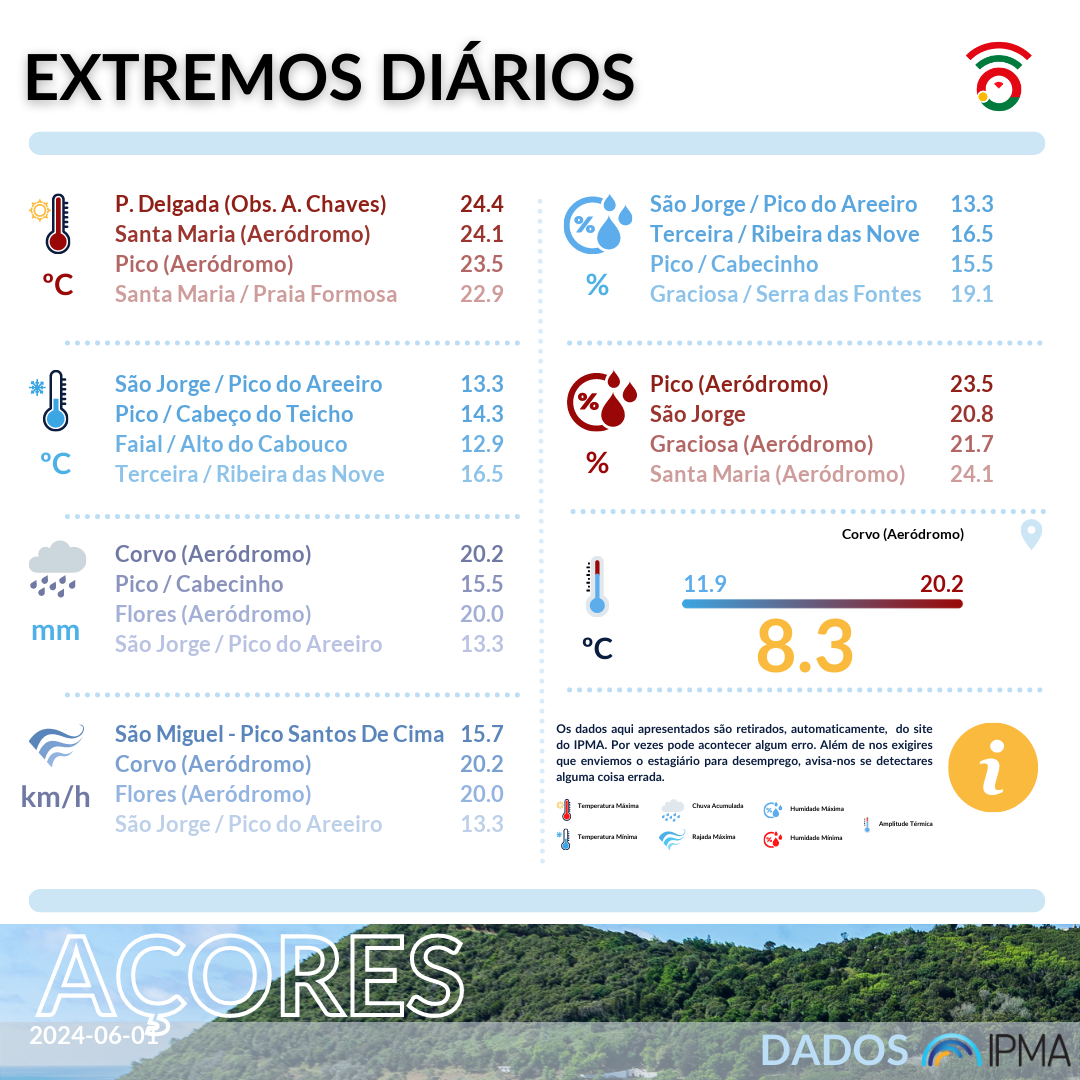 EXTREMOS DIÁRIOS
ºC
P. Delgada (Obs. A. Chaves) 24.4
Santa Maria (Aeródromo) 24.1
Pico (Aeródromo) 23.5
Santa Maria / Praia Formosa 22.9
ºC
São Jorge / Pico do Areeiro 13.3
Pico / Cabeço do Teicho 14.3
Faial / Alto do Cabouco 12.9
Terceira / Ribeira das Nove 16.5
mm
Corvo (Aeródromo) 20.2
Pico / Cabecinho 15.5
Flores (Aeródromo) 20.0
São Jorge / Pico do Areeiro 13.3
km/h
São Miguel - Pico Santos De Cima 15.7
Corvo (Aeródromo) 20.2
Flores (Aeródromo) 20.0
São Jorge / Pico do Areeiro 13.3
%
%
São Jorge / Pico do Areeiro 13.3
Terceira / Ribeira das Nove 16.5
Pico / Cabecinho 15.5
Graciosa / Serra das Fontes 19.1
%
%
Pico (Aeródromo) 23.5
São Jorge 20.8
Graciosa (Aeródromo) 21.7
Santa Maria (Aeródromo) 24.1
Corvo (Aeródromo)
11.9 20.2
ºC
8.3
Os dados aqui apresentados são retirados, automaticamente, do site
do IPMA. Por vezes pode acontecer algum erro. Além de nos exigires
que enviemos o estagiário para desemprego, avisa-nos se detectares
alguma coisa errada.
i
Temperatura Máxima Chuva Acumulada Humidade Máxima
Amplitude Térmica
Temperatura Mínima Rajada Máxima Humidade Mínima
AÇORES
2024-06-01
DADOS IPMA